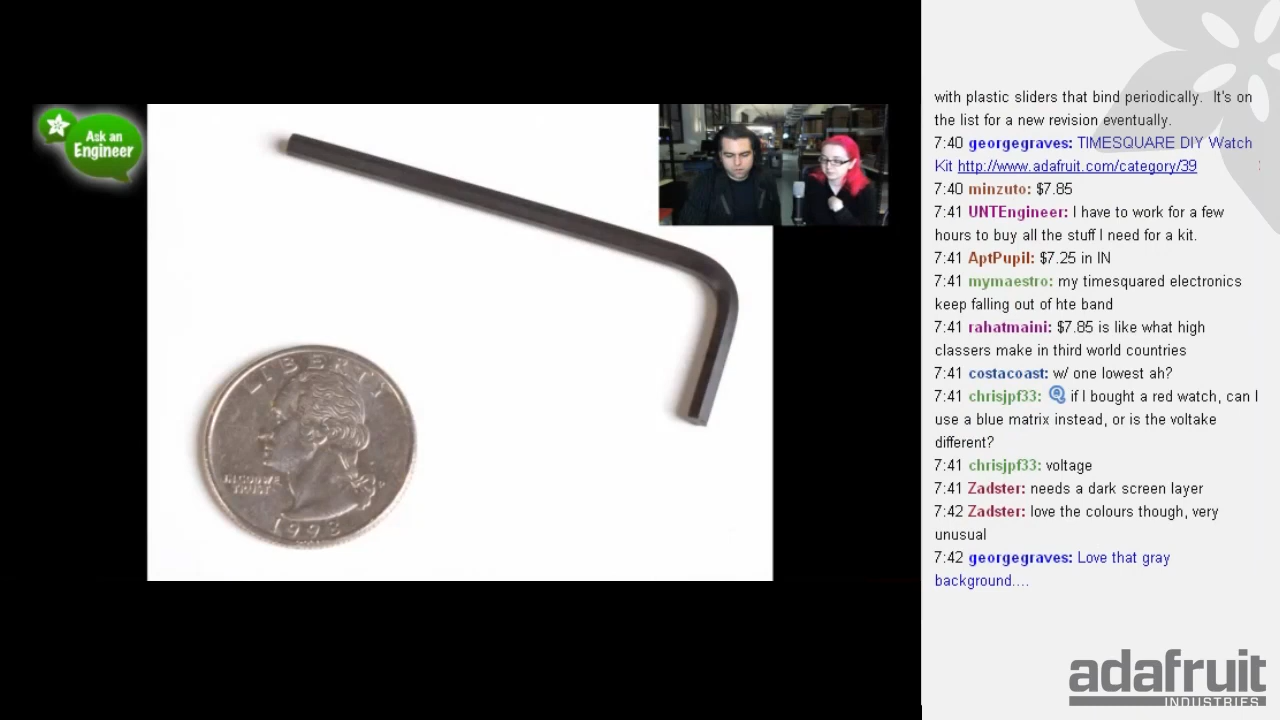 Ask an
Engineer
LIBERTY
IN GOD WE
TRUST
1993
with plastic sliders that bind periodically. It's on
the list for a new revision eventually.
7:40 georgegraves: TIMESQUARE DIY Watch
Kit http://www.adafruit.com/category/39
7:40 minzuto: $7.85
7:41 UNTEngineer: I have to work for a few
hours to buy all the stuff I need for a kit.
7:41 AptPupil: $7.25 in IN
7:41 mymaestro: my timesquared electronics
keep falling out of hte band
7:41 rahatmaini: $7.85 is like what high
classers make in third world countries
7:41 costacoast: w/ one lowest ah?
7:41 chrisjpf33: if I bought a red watch, can I
use a blue matrix instead, or is the voltake
different?
7:41 chrisjpf33: voltage
7:41 Zadster: needs a dark screen layer
7:42 Zadster: love the colours though, very
unusual
7:42 georgegraves: Love that gray
background....
adafruit
INDUSTRIES